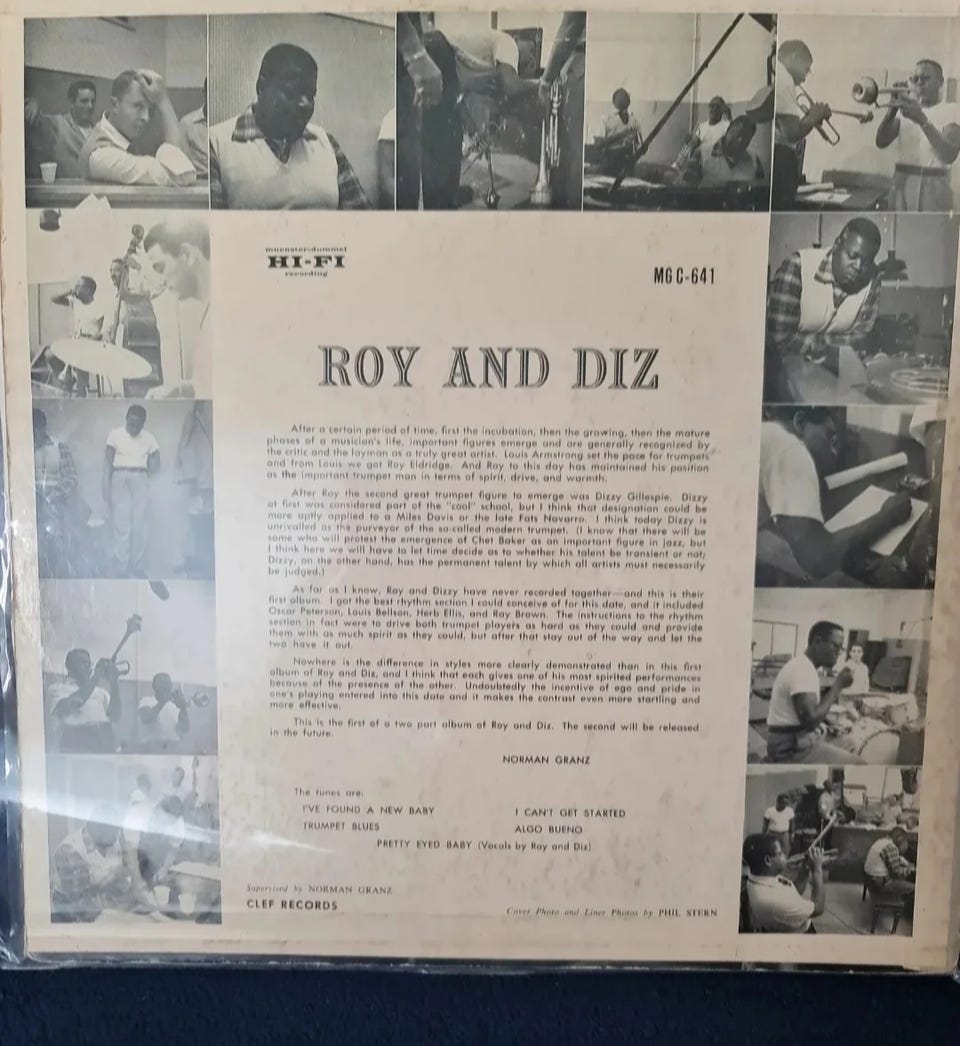 muenster-dummel
HI-FI
recording
MG C-641
ROY AND DIZ
After a certain period of time, first the incubation, then the growing, then the mature
phases of a musician's life, important figures emerge and are generally recognized by
the critic and the layman as a truly great artist. Louis Armstrong set the pace for trumpets
and from Louis we got Roy Eldridge. And Roy to this day has maintained his position
as the important trumpet man in terms of spirit, drive, and warmth.
After Roy the second great trumpet figure to emerge was Dizzy Gillespie. Dizzy
at first was considered part of the "cool" school, but I think that designation could be
more aptly applied to a Miles Davis or the late Fats Navarro. I think today Dizzy is
unrivalled as the purveyor of the so-called modern trumpet. (I know that there will be
some who will protest the emergence of Chet Baker as an important figure in jazz, but
I think here we will have to let time decide as to whether his talent be transient or not;
Dizzy, on the other hand, has the permanent talent by which all artists must necessarily
be judged.)
As far as I know, Roy and Dizzy have never recorded together—and this is their
first album. I got the best rhythm section I could conceive of for this date, and it included
Oscar Peterson, Louis Bellson, Herb Ellis, and Ray Brown. The instructions to the rhythm
section in fact were to drive both trumpet players as hard as they could and provide
them with as much spirit as they could, but after that stay out of the way and let the
two have it out.
Nowhere is the difference in styles more clearly demonstrated than in this first
album of Roy and Diz, and I think that each gives one of his most spirited performances
because of the presence of the other. Undoubtedly the incentive of ego and pride in
one's playing entered into this date and it makes the contrast even more startling and
more effective.
This is the first of a two part album of Roy and Diz. The second will be released
in the future.
NORMAN GRANZ
The tunes are:
I'VE FOUND A NEW BABY
I CAN'T GET STARTED
TRUMPET BLUES
ALGO BUENO
PRETTY EYED BABY (Vocals by Roy and Diz)
Supervised by NORMAN GRANZ
CLEF RECORDS
Cover Photo and Liner Photos by PHIL STERN